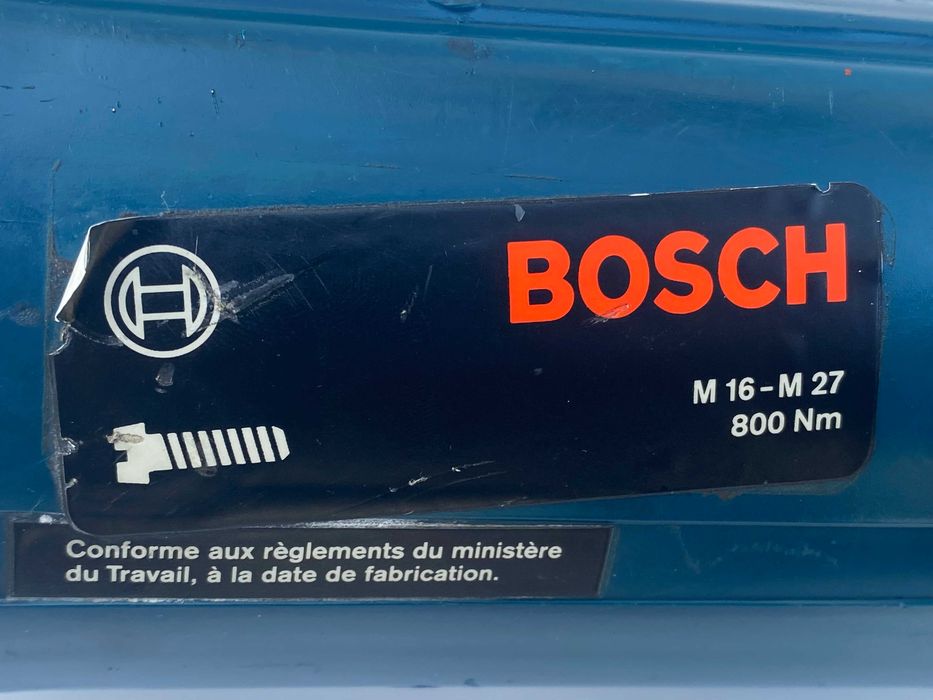 BOSCH
M 16 – M 27
800 Nm
Conforme aux règlements du ministère
du Travail, à la date de fabrication.